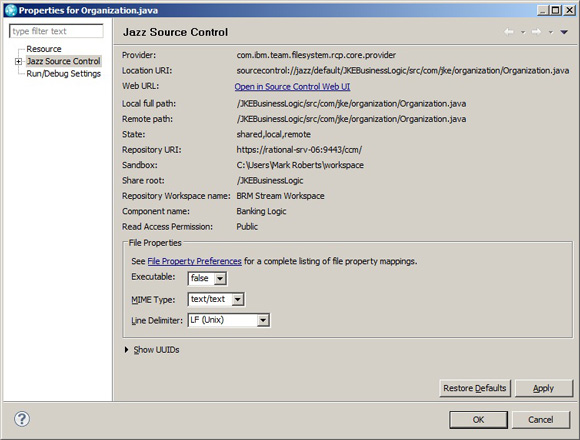 Properties for Organization.java
type filter text
Resource
Jazz Source Control
Run/Debug Settings
Jazz Source Control
Provider: com.ibm.team.filesystem.rcp.core.provider
Location URI: sourcecontrol://jazz/default/JKEBusinessLogic/src/com/jke/organization/Organization.java
Web URL: Open in Source Control Web UI
Local full path: /JKEBusinessLogic/src/com/jke/organization/Organization.java
Remote path: /JKEBusinessLogic/src/com/jke/organization/Organization.java
State: shared,local,remote
Repository URI: https://rational-srv-06:9443/ccm/
Sandbox: C:\Users\Mark Roberts\workspace
Share root: /JKEBusinessLogic
Repository Workspace name: BRM Stream Workspace
Component name: Banking Logic
Read Access Permission: Public
File Properties
See File Property Preferences for a complete listing of file property mappings.
Executable: false
MIME Type: text/text
Line Delimiter: LF (Unix)
Show UUIDs
Restore Defaults Apply
OK Cancel